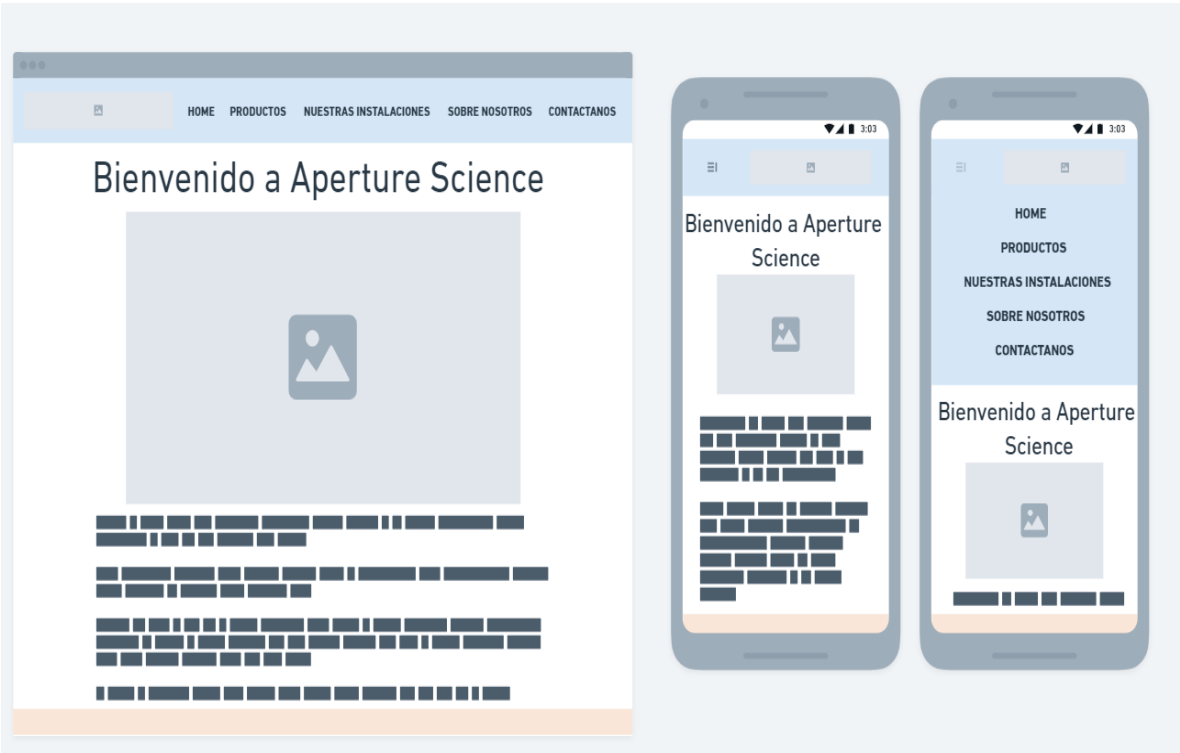 HOME PRODUCTOS NUESTRAS INSTALACIONES SOBRE NOSOTROS CONTACTANOS
Bienvenido a Aperture Science
3:03
Bienvenido a Aperture
Science
3:03
HOME
PRODUCTOS
NUESTRAS INSTALACIONES
SOBRE NOSOTROS
CONTACTANOS
Bienvenido a Aperture
Science